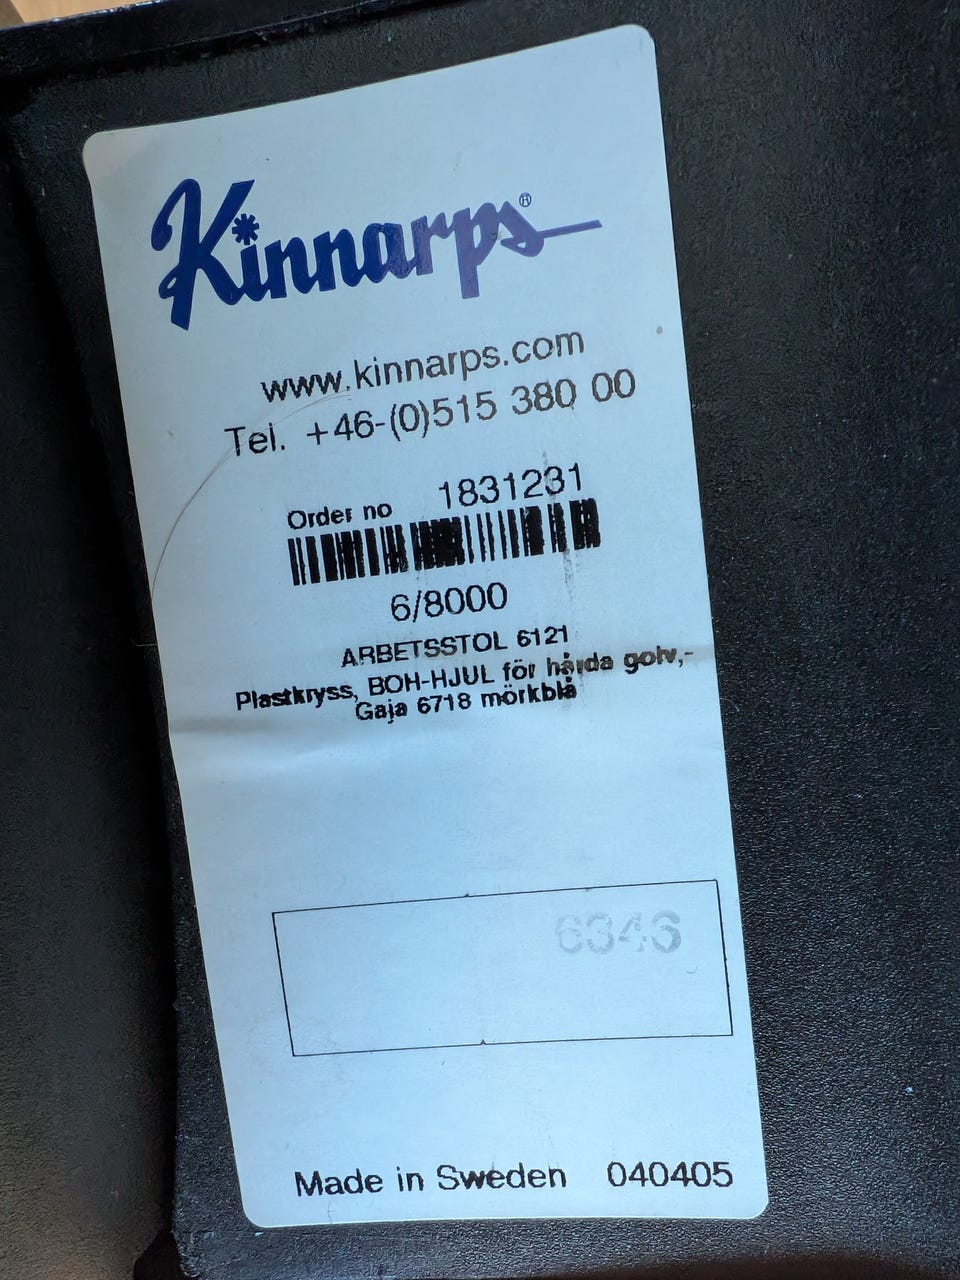 Kinnarps®
www.kinnarps.com
Tel. +46-(0)515 380 00
Order no 1831231
6/8000
ARBETSSTOL 6121
Plastkryss, BOH-HJUL för hårda golv,-
Gaja 6718 mörkblå
6346
Made in Sweden 040405